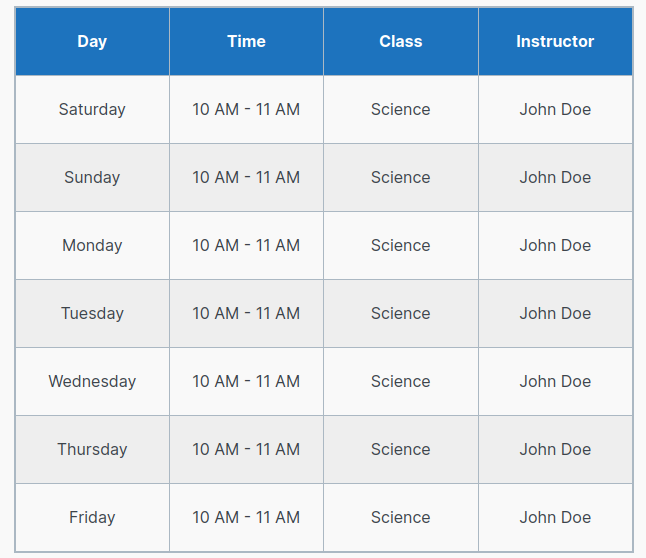 Day Time Class Instructor
Saturday 10 AM - 11 AM Science John Doe
Sunday 10 AM - 11 AM Science John Doe
Monday 10 AM - 11 AM Science John Doe
Tuesday 10 AM - 11 AM Science John Doe
Wednesday 10 AM - 11 AM Science John Doe
Thursday 10 AM - 11 AM Science John Doe
Friday 10 AM - 11 AM Science John Doe